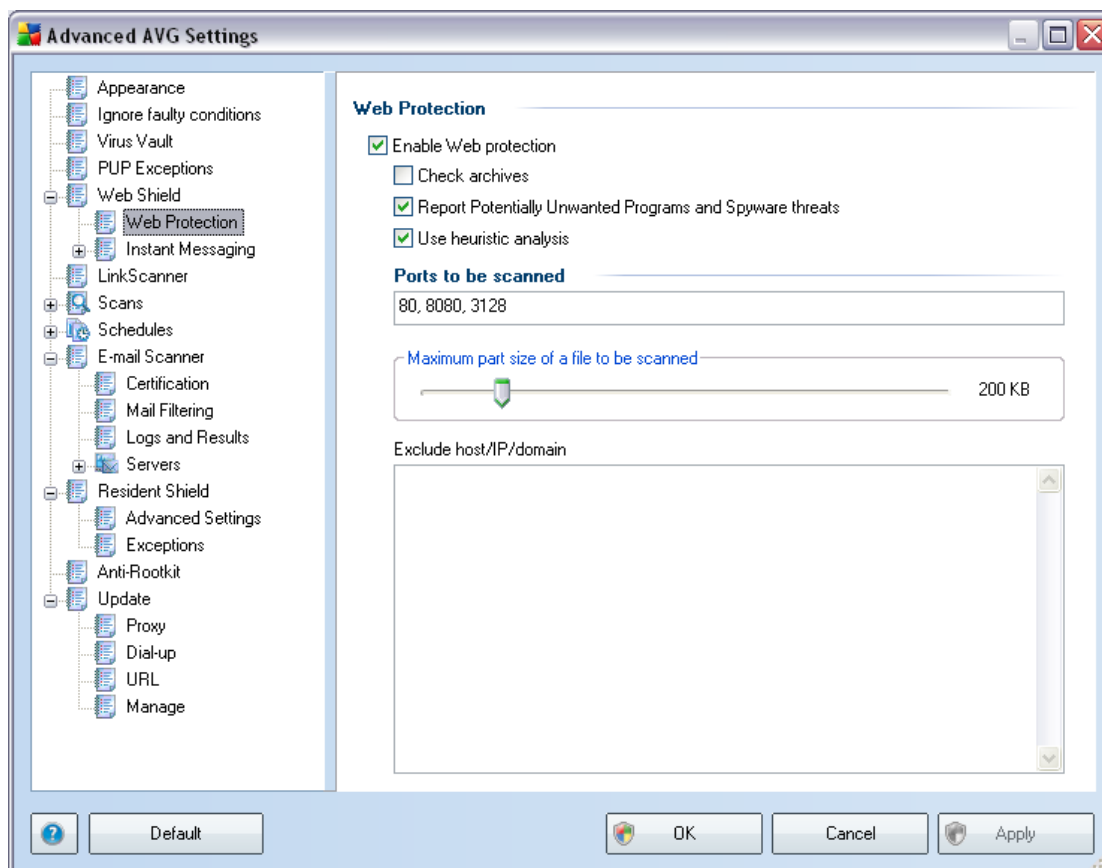 Advanced AVG Settings
Appearance
Ignore faulty conditions
Virus Vault
PUP Exceptions
Web Shield
Web Protection
Instant Messaging
LinkScanner
Scans
Schedules
E-mail Scanner
Certification
Mail Filtering
Logs and Results
Servers
Resident Shield
Advanced Settings
Exceptions
Anti-Rootkit
Update
Proxy
Dial-up
URL
Manage
Web Protection
Enable Web protection
Check archives
Report Potentially Unwanted Programs and Spyware threats
Use heuristic analysis
Ports to be scanned
80, 8080, 3128
Maximum part size of a file to be scanned
200 KB
Exclude host/IP/domain
?
Default
OK
Cancel
Apply